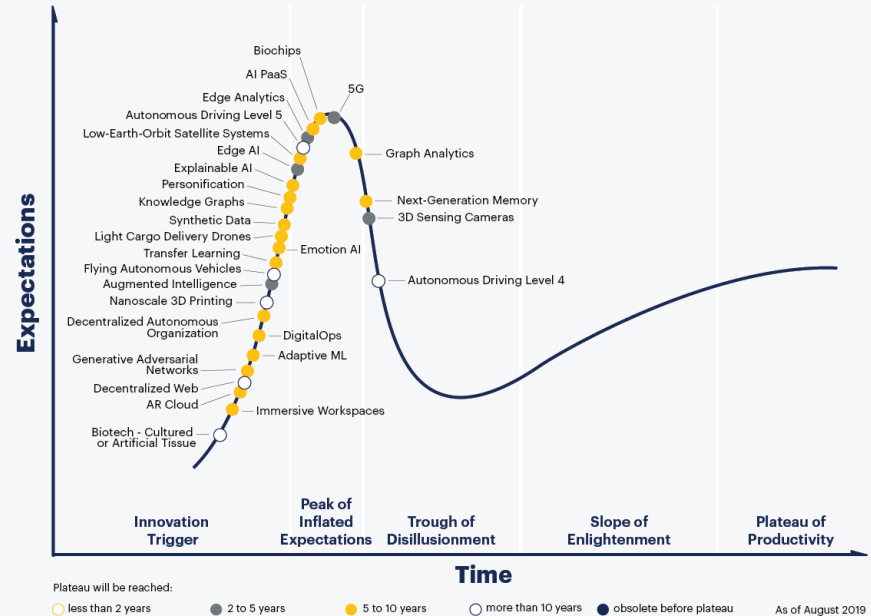 Biochips
AI PaaS
5G
Edge Analytics
Autonomous Driving Level 5
Low-Earth-Orbit Satellite Systems
Edge AI
Graph Analytics
Explainable AI
Personification
Knowledge Graphs
Next-Generation Memory
3D Sensing Cameras
Synthetic Data
Light Cargo Delivery Drones
Emotion AI
Transfer Learning
Flying Autonomous Vehicles
Augmented Intelligence
Autonomous Driving Level 4
Nanoscale 3D Printing
Decentralized Autonomous
Organization
DigitalOps
Adaptive ML
Generative Adversarial
Networks
Decentralized Web
AR Cloud
Immersive Workspaces
Biotech - Cultured
or Artificial Tissue
Expectations
Innovation
Trigger
Peak of
Inflated
Expectations
Trough of
Disillusionment
Slope of
Enlightenment
Plateau of
Productivity
Time
Plateau will be reached:
less than 2 years
2 to 5 years
5 to 10 years
more than 10 years
obsolete before plateau
As of August 2019